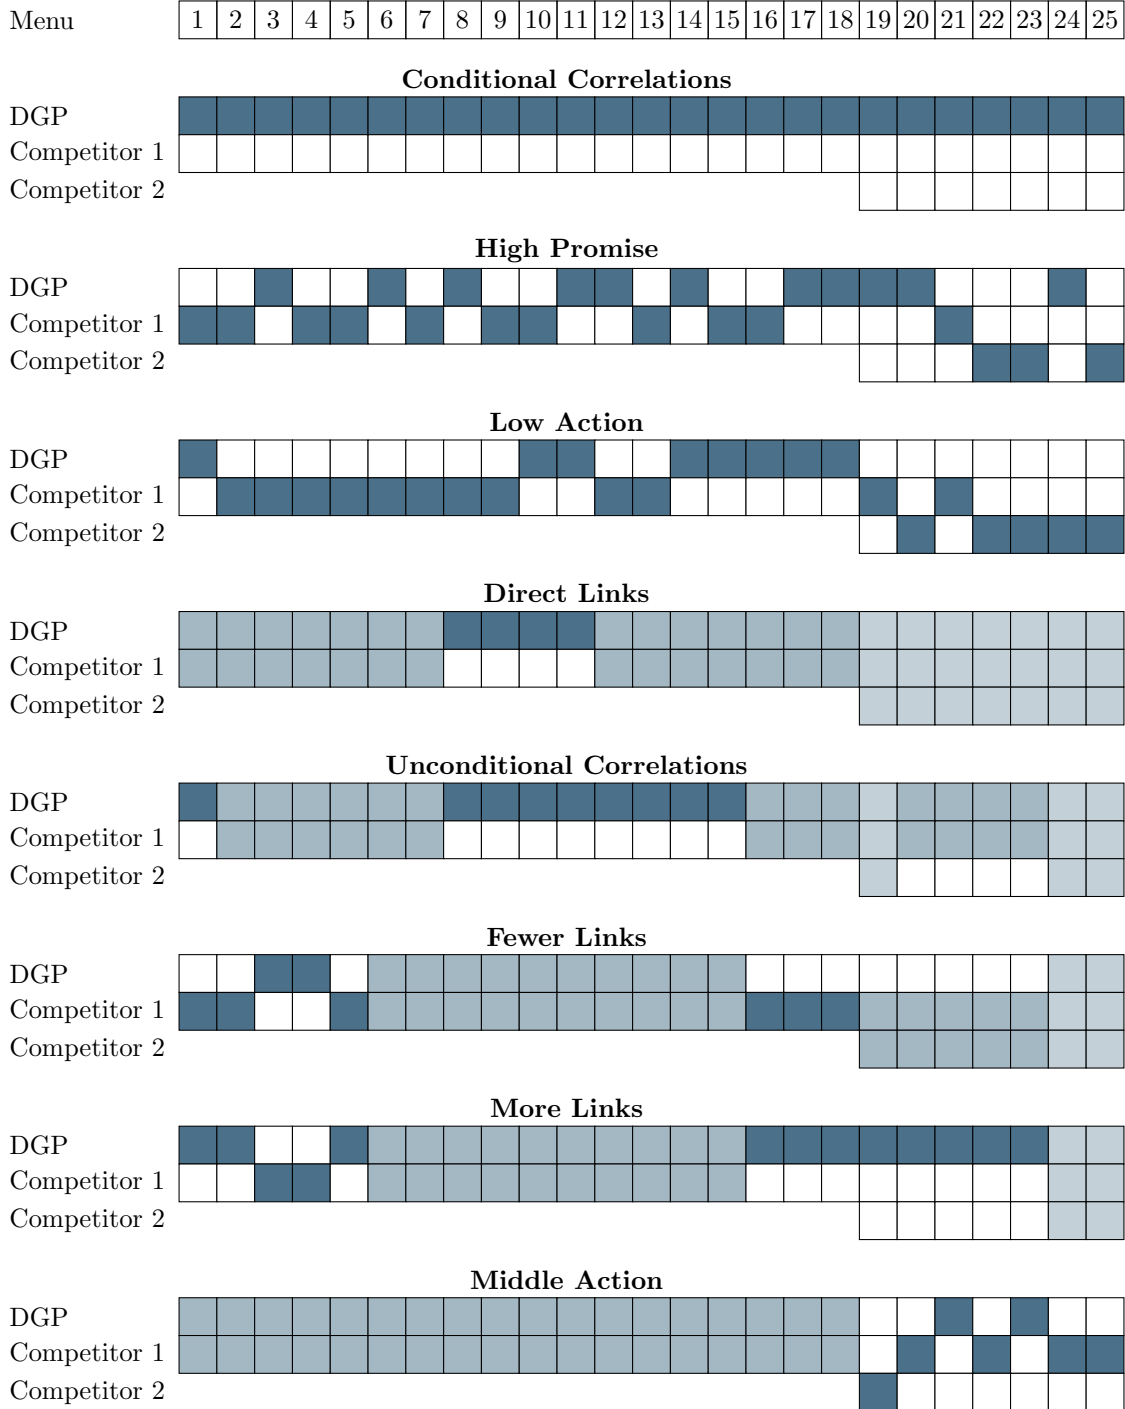 Menu 1 2 3 4 5 6 7 8 9 10 11 12 13 14 15 16 17 18 19 20 21 22 23 24 25
Conditional Correlations
DGP
Competitor 1
Competitor 2
High Promise
DGP
Competitor 1
Competitor 2
Low Action
DGP
Competitor 1
Competitor 2
Direct Links
DGP
Competitor 1
Competitor 2
Unconditional Correlations
DGP
Competitor 1
Competitor 2
Fewer Links
DGP
Competitor 1
Competitor 2
More Links
DGP
Competitor 1
Competitor 2
Middle Action
DGP
Competitor 1
Competitor 2